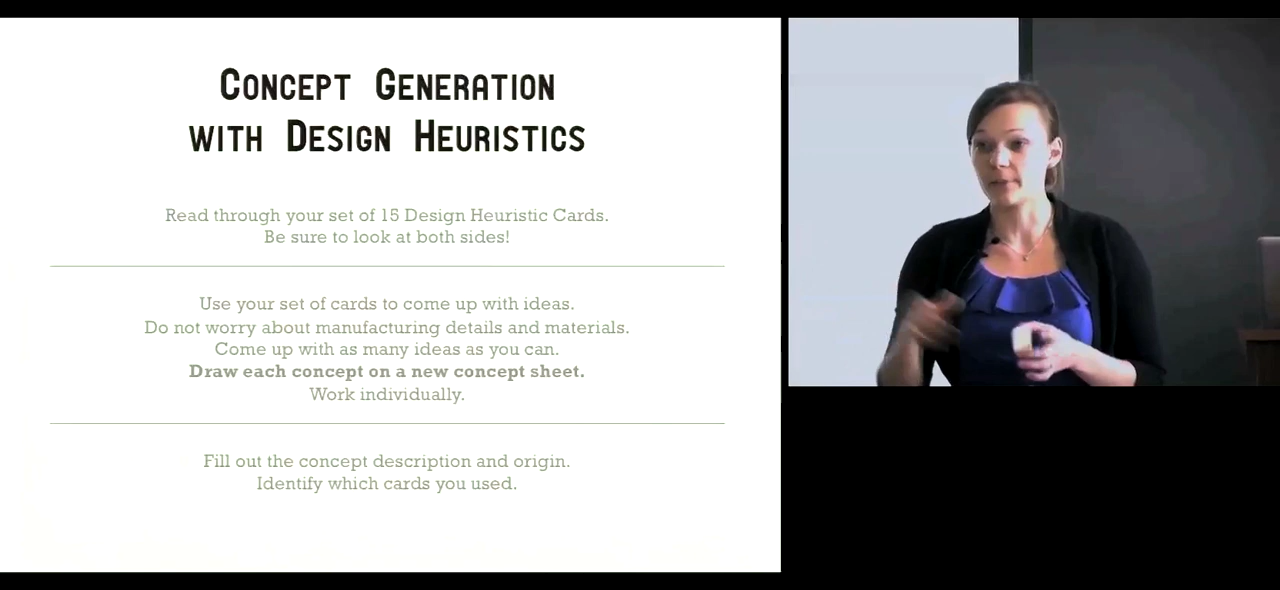 Concept Generation
with Design Heuristics
Read through your set of 15 Design Heuristic Cards.
Be sure to look at both sides!
Use your set of cards to come up with ideas.
Do not worry about manufacturing details and materials.
Come up with as many ideas as you can.
Draw each concept on a new concept sheet.
Work individually.
Fill out the concept description and origin.
Identify which cards you used.